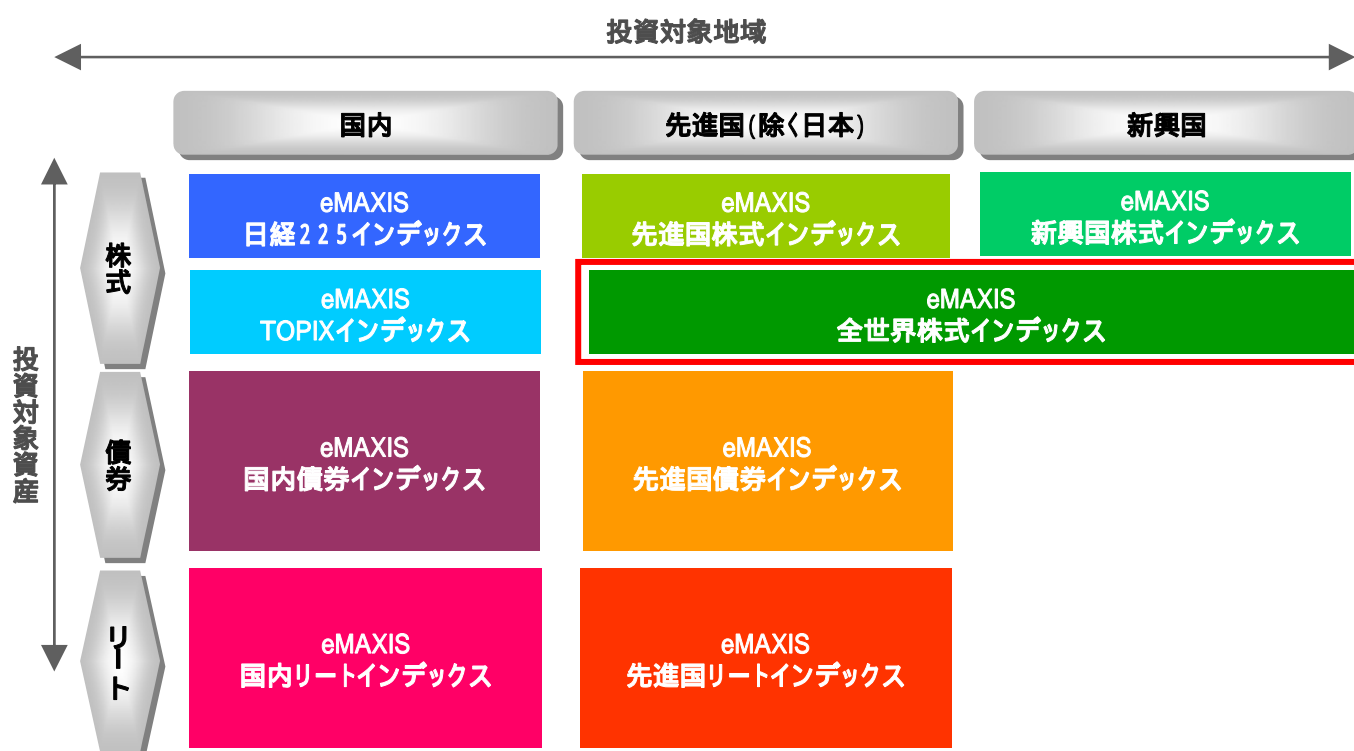 投資対象地域
国内
先進国(除く日本)
新興国
投資対象資産
株式
eMAXIS
日経225インデックス
eMAXIS
先進国株式インデックス
eMAXIS
新興国株式インデックス
eMAXIS
TOPIXインデックス
eMAXIS
全世界株式インデックス
債券
eMAXIS
国内債券インデックス
eMAXIS
先進国債券インデックス
リート
eMAXIS
国内リートインデックス
eMAXIS
先進国リートインデックス